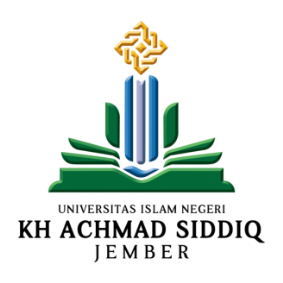 UNIVERSITAS ISLAM NEGERI
KH ACHMAD SIDDIQ
JEMBER